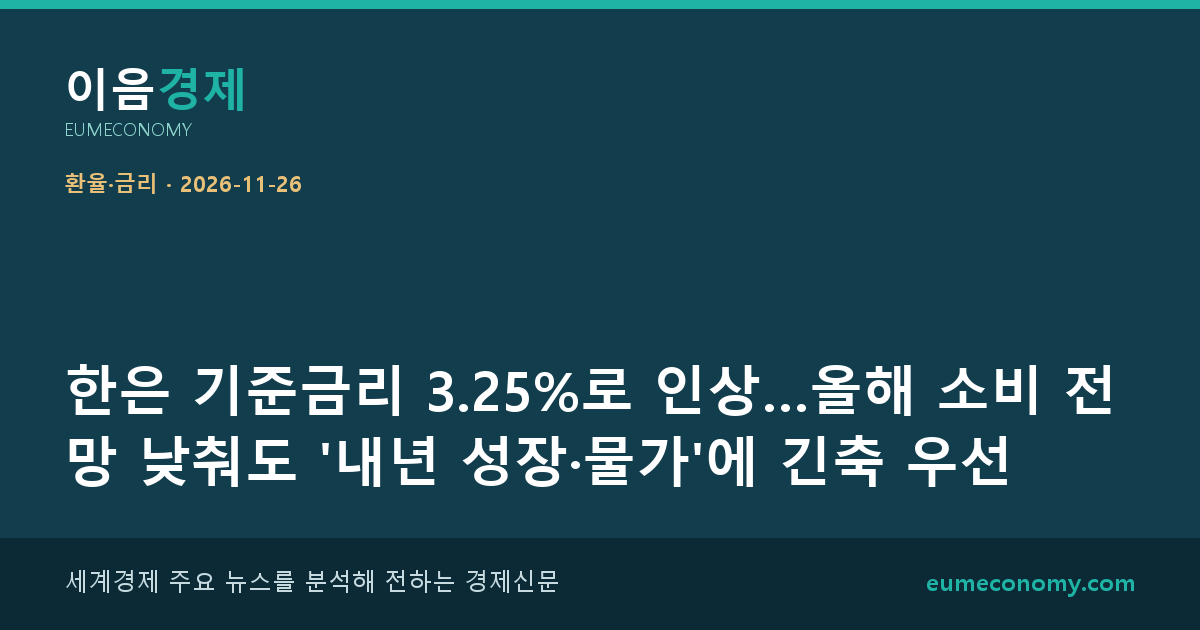 이음경제
EUMECONOMY
환율·금리 · 2026-11-26
한은 기준금리 3.25%로 인상…올해 소비 전
망 낮춰도 '내년 성장·물가'에 긴축 우선
세계경제 주요 뉴스를 분석해 전하는 경제신문
eumeconomy.com